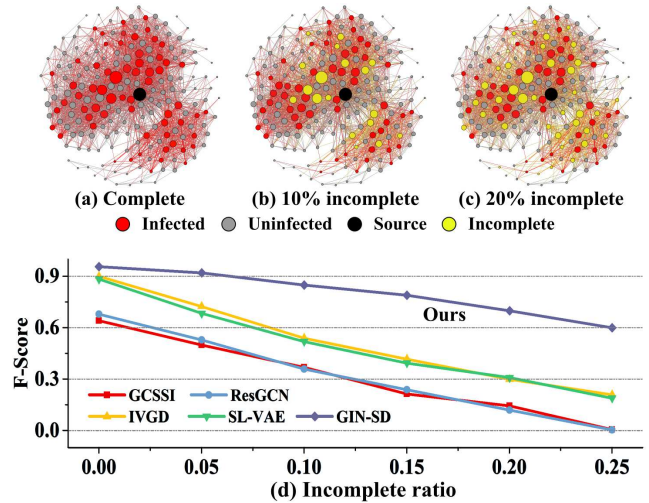 (a) Complete (b) 10% incomplete (c) 20% incomplete
Infected Uninfected Source Incomplete
F-Score
0.9
0.6
0.3
0.0
Ours
GCSSI ResGCN
IVGD SL-VAE GIN-SD
0.00 0.05 0.10 0.15 0.20 0.25
(d) Incomplete ratio